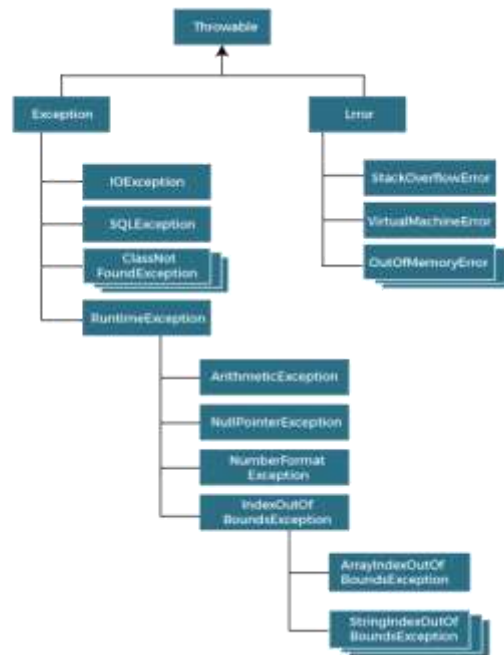 Throwable
Exception
Error
IOException
StackOverflowError
SQLException
VirtualMachineError
ClassNot
FoundException
OutOfMemoryError
RuntimeException
ArithmeticException
NullPointerException
NumberFormat
Exception
IndexOutOf
BoundsException
ArrayIndexOutOf
BoundsException
StringIndexOutOf
BoundsException